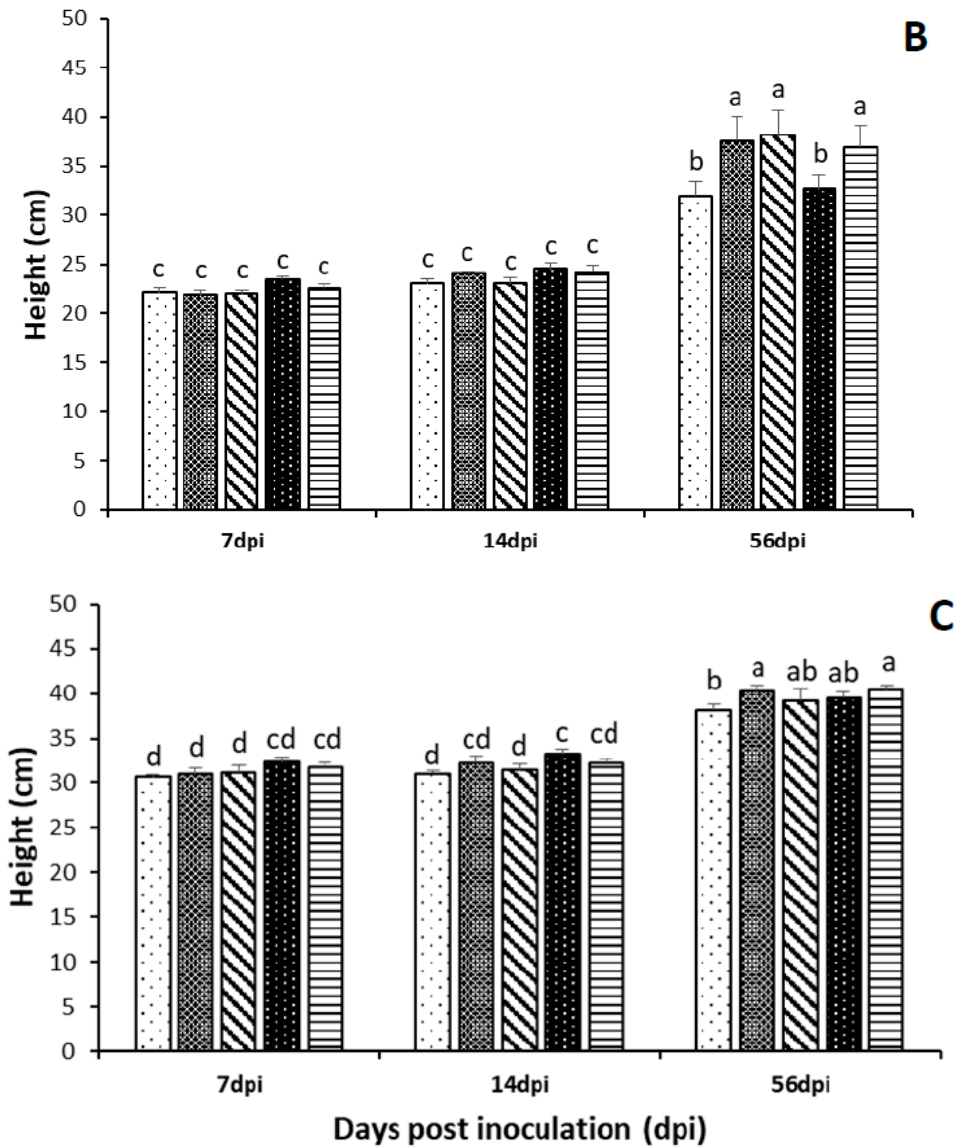 B
50
45
40
35
30
25
20
15
10
5
0
Height (cm)
c c c c c
c c c c c
b a a b a
7dpi 14dpi 56dpi
C
50
45
40
35
30
25
20
15
10
5
0
Height (cm)
d d d cd cd
d cd d c cd
b a ab ab a
7dpi 14dpi 56dpi
Days post inoculation (dpi)